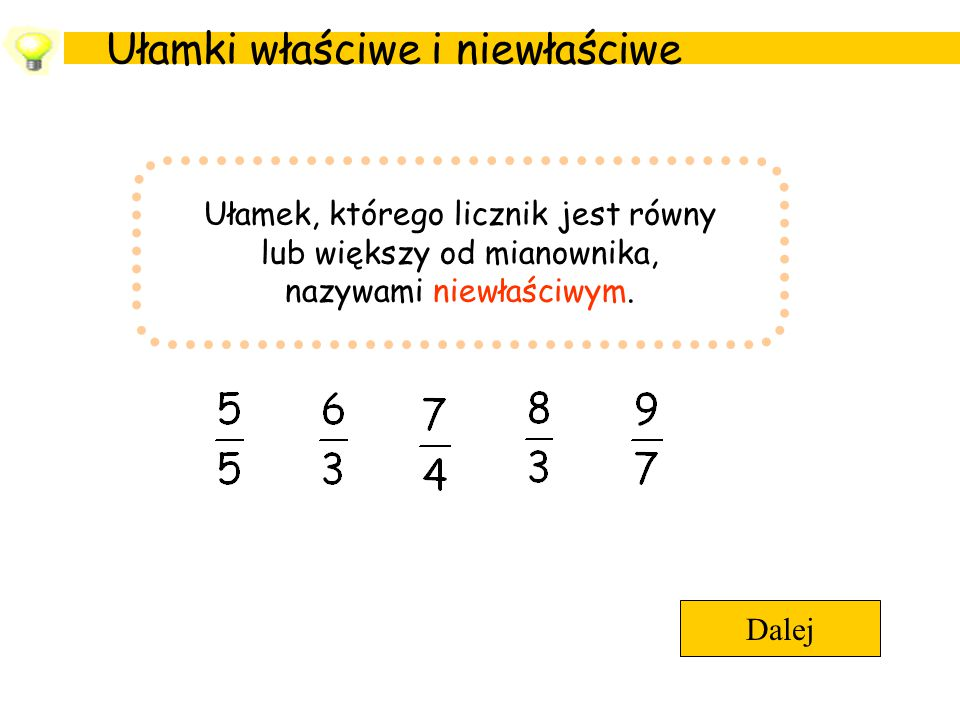 Ułamki właściwe i niewłaściwe
Ułamek, którego licznik jest równy
lub większy od mianownika,
nazywami niewłaściwym.
5 6 7 8 9
5 3 4 3 7
Dalej